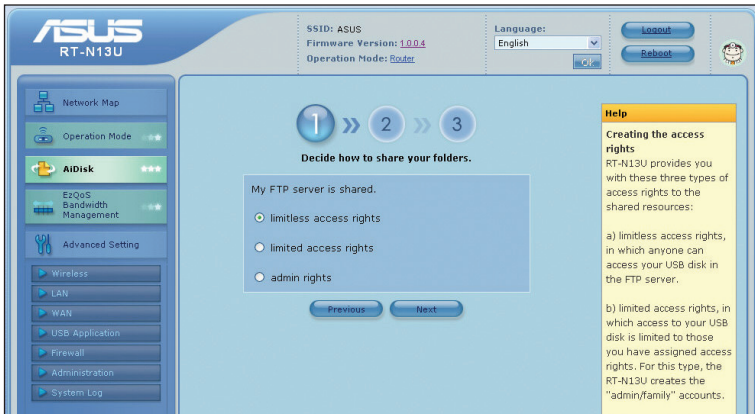 ASUS
RT-N13U
SSID: ASUS
Firmware Version: 1.0.0.4
Operation Mode: Router
Language:
English
OK
Logout
Reboot
Network Map
Operation Mode
AiDisk
EzQoS
Bandwidth
Management
Advanced Setting
Wireless
LAN
WAN
USB Application
Firewall
Administration
System Log
1 » 2 » 3
Decide how to share your folders.
My FTP server is shared.
limitless access rights
limited access rights
admin rights
Previous
Next
Help
Creating the access
rights
RT-N13U provides you
with these three types of
access rights to the
shared resources:
a) limitless access rights,
in which anyone can
access your USB disk in
the FTP server.
b) limited access rights, in
which access to your USB
disk is limited to those
you have assigned access
rights. For this type, the
RT-N13U creates the
"admin/family" accounts.